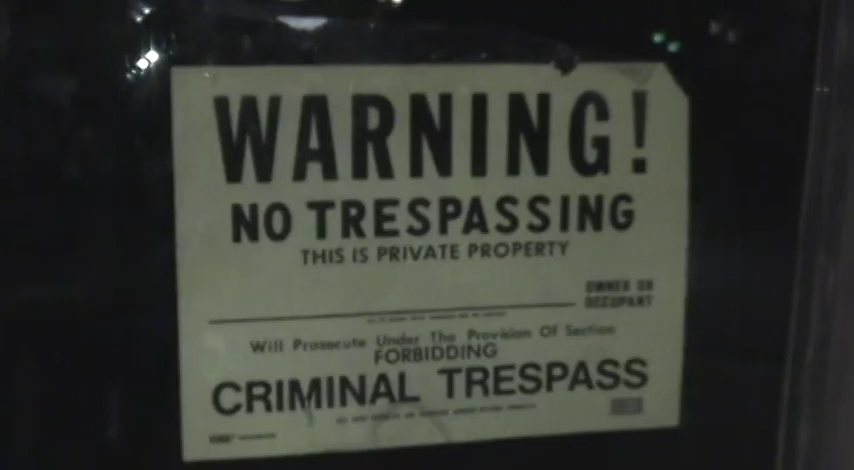 WARNING!
NO TRESPASSING
THIS IS PRIVATE PROPERTY
OWNER OR
OCCUPANT
Will Prosecute Under The Provision Of Section
FORBIDDING
CRIMINAL TRESPASS